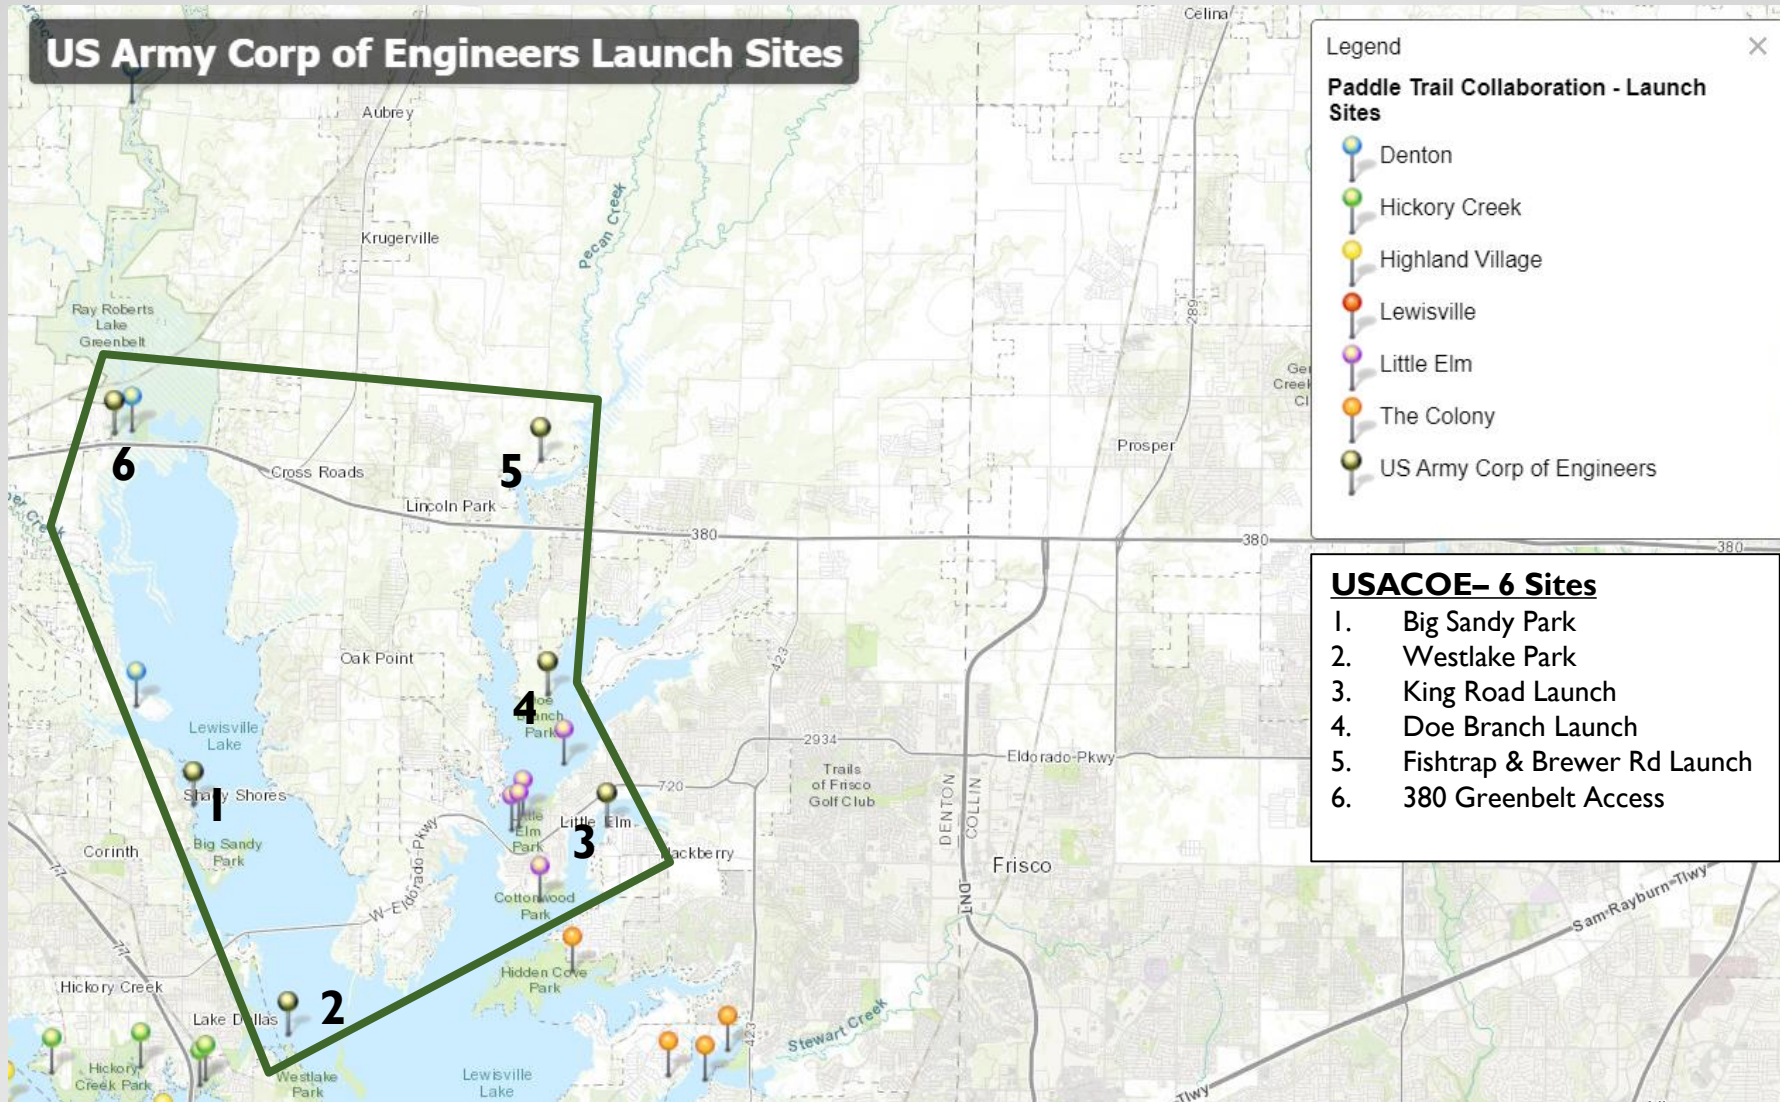 US Army Corp of Engineers Launch Sites
Celina
Aubrey
Pecan Creek
Krugerville
Ray Roberts
Lake
Greenbelt
289
6
Cross Roads
5
Lincoln Park
Prosper
380
380
380
Oak Point
423
4
Park
Lewisville
Lake
2934
Eldorado-Pkwy
720
Trails
of Frisco
Golf Club
DENTON
COLLIN
Shady Shores
1
Little Elm
Elm
Park
3
Big Sandy
Park
Corinth
77
W-Eldorado-Pkwy
Frisco
DNT
Cottonwood
Park
Sam-Rayburn-Tlwy
77
Hidden Cove
Park
Hickory Creek
2
Lake Dallas
Stewart Creek
423
Hickory
Creek Park
Westlake
Park
Lewisville
Lake
Tlwy
Legend
Paddle Trail Collaboration - Launch
Sites
Denton
Hickory Creek
Highland Village
Lewisville
Little Elm
The Colony
US Army Corp of Engineers
USACOE– 6 Sites
1. Big Sandy Park
2. Westlake Park
3. King Road Launch
4. Doe Branch Launch
5. Fishtrap & Brewer Rd Launch
6. 380 Greenbelt Access